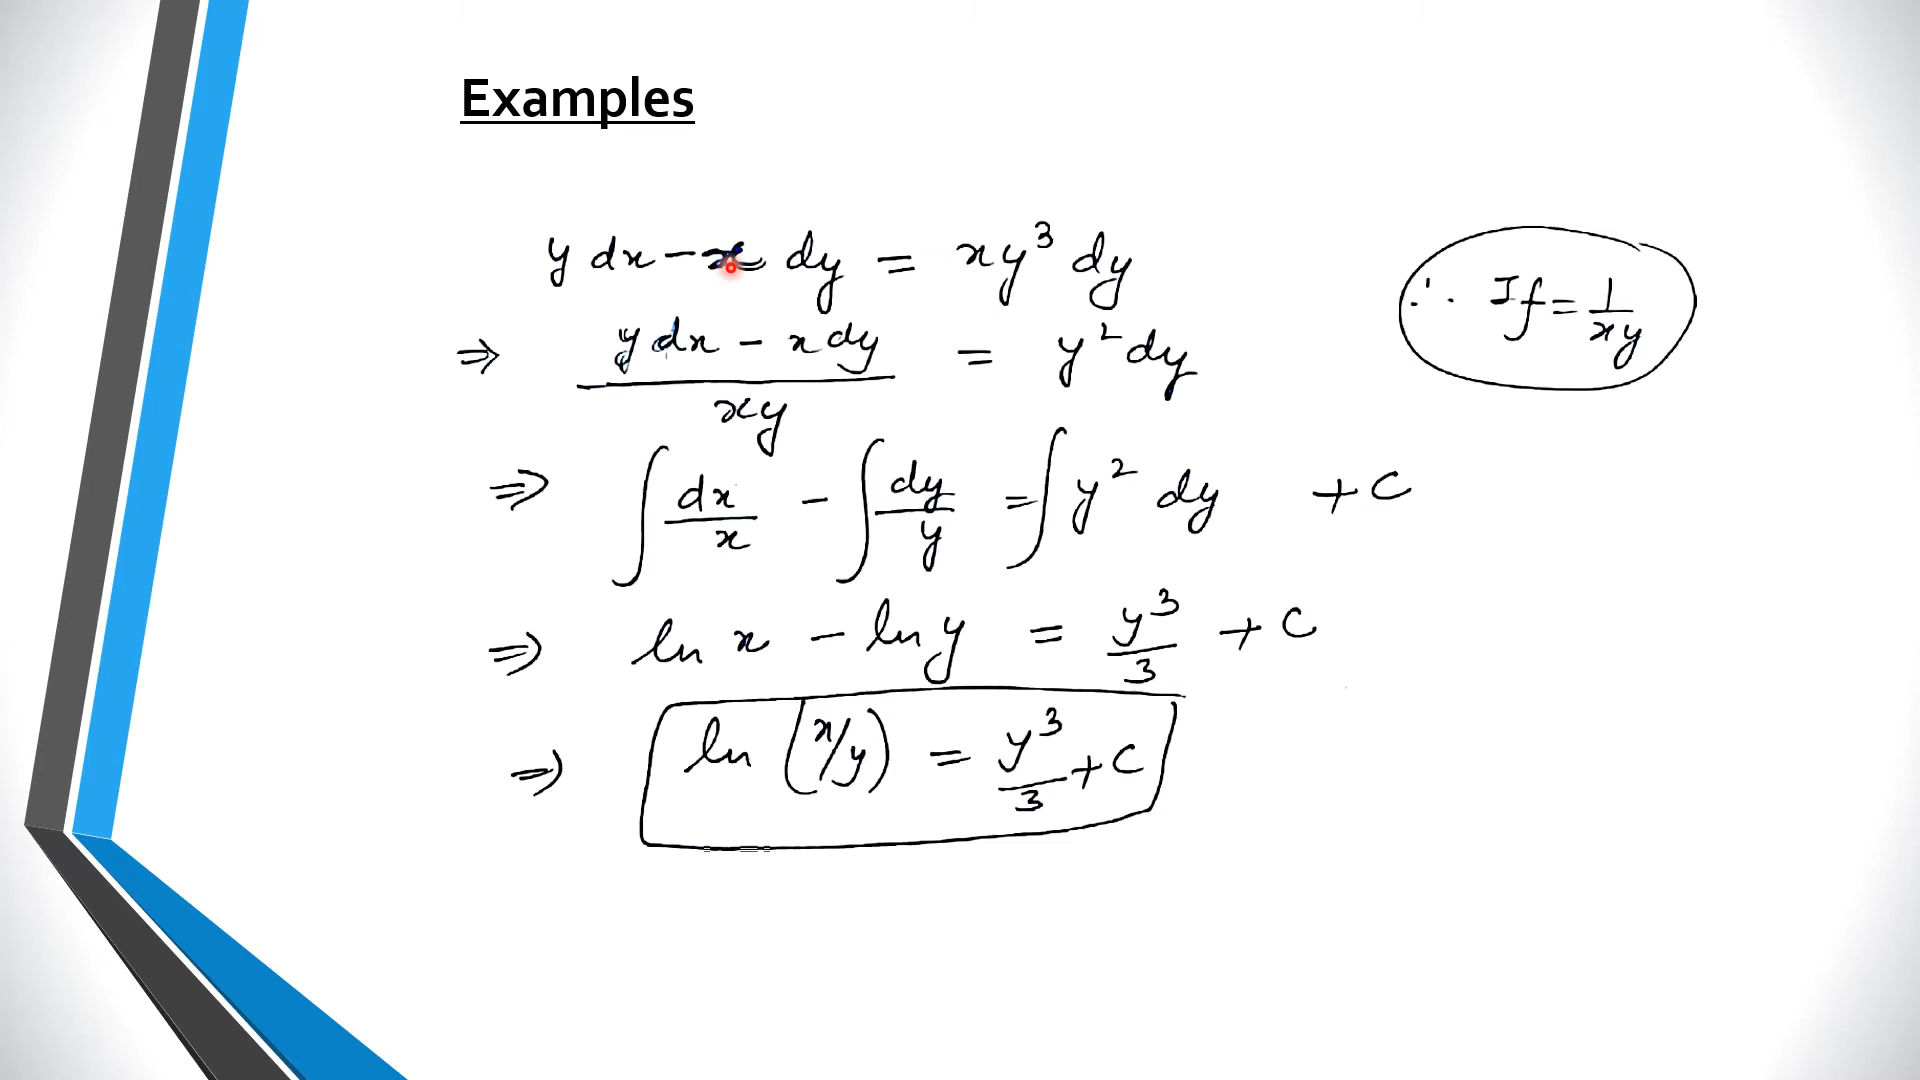 Examples
y dx - x dy = xy³ dy
∴ If = 1/xy
⇒ (y dx - x dy)/xy = y² dy
⇒ ∫ dx/x - ∫ dy/y = ∫ y² dy + C
⇒ ln x - ln y = y³/3 + C
⇒ ln (x/y) = y³/3 + C